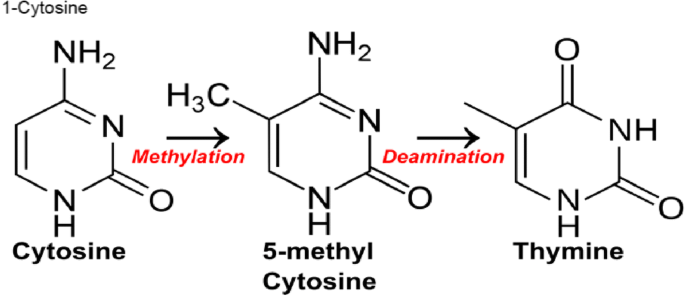 1-Cytosine
NH₂
N
N
H
O
Methylation
Cytosine
NH₂
H₃C
N
N
H
O
Deamination
5-methyl
Cytosine
O
NH
N
H
O
Thymine